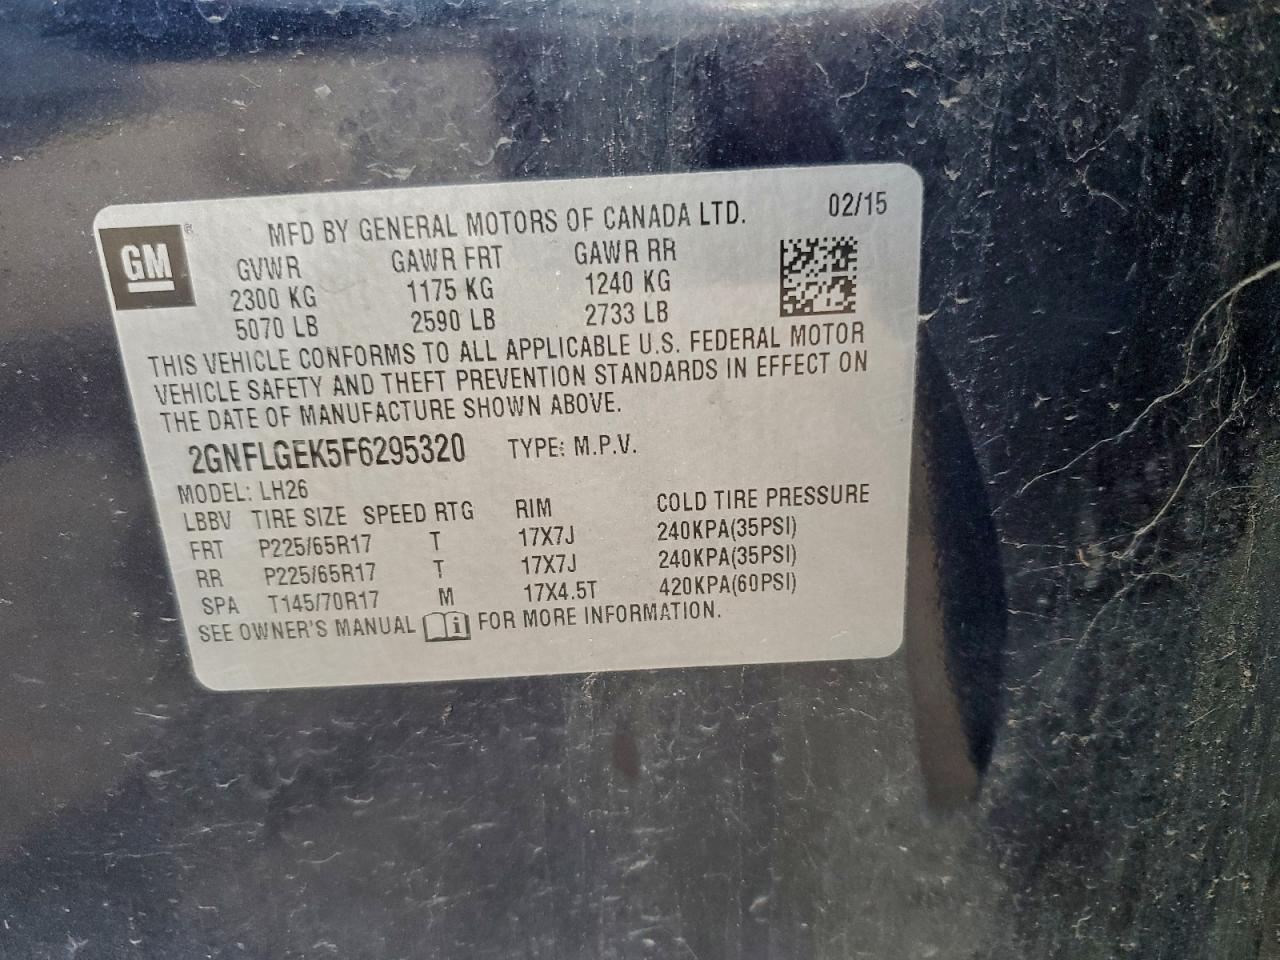 GM ®
MFD BY GENERAL MOTORS OF CANADA LTD. 02/15
GVWR GAWR FRT GAWR RR
2300 KG 1175 KG 1240 KG
5070 LB 2590 LB 2733 LB
THIS VEHICLE CONFORMS TO ALL APPLICABLE U.S. FEDERAL MOTOR
VEHICLE SAFETY AND THEFT PREVENTION STANDARDS IN EFFECT ON
THE DATE OF MANUFACTURE SHOWN ABOVE.
2GNFLGEK5F6295320 TYPE: M.P.V.
MODEL: LH26
LBBV TIRE SIZE SPEED RTG RIM COLD TIRE PRESSURE
FRT P225/65R17 T 17X7J 240KPA(35PSI)
RR P225/65R17 T 17X7J 240KPA(35PSI)
SPA T145/70R17 M 17X4.5T 420KPA(60PSI)
SEE OWNER'S MANUAL i FOR MORE INFORMATION.